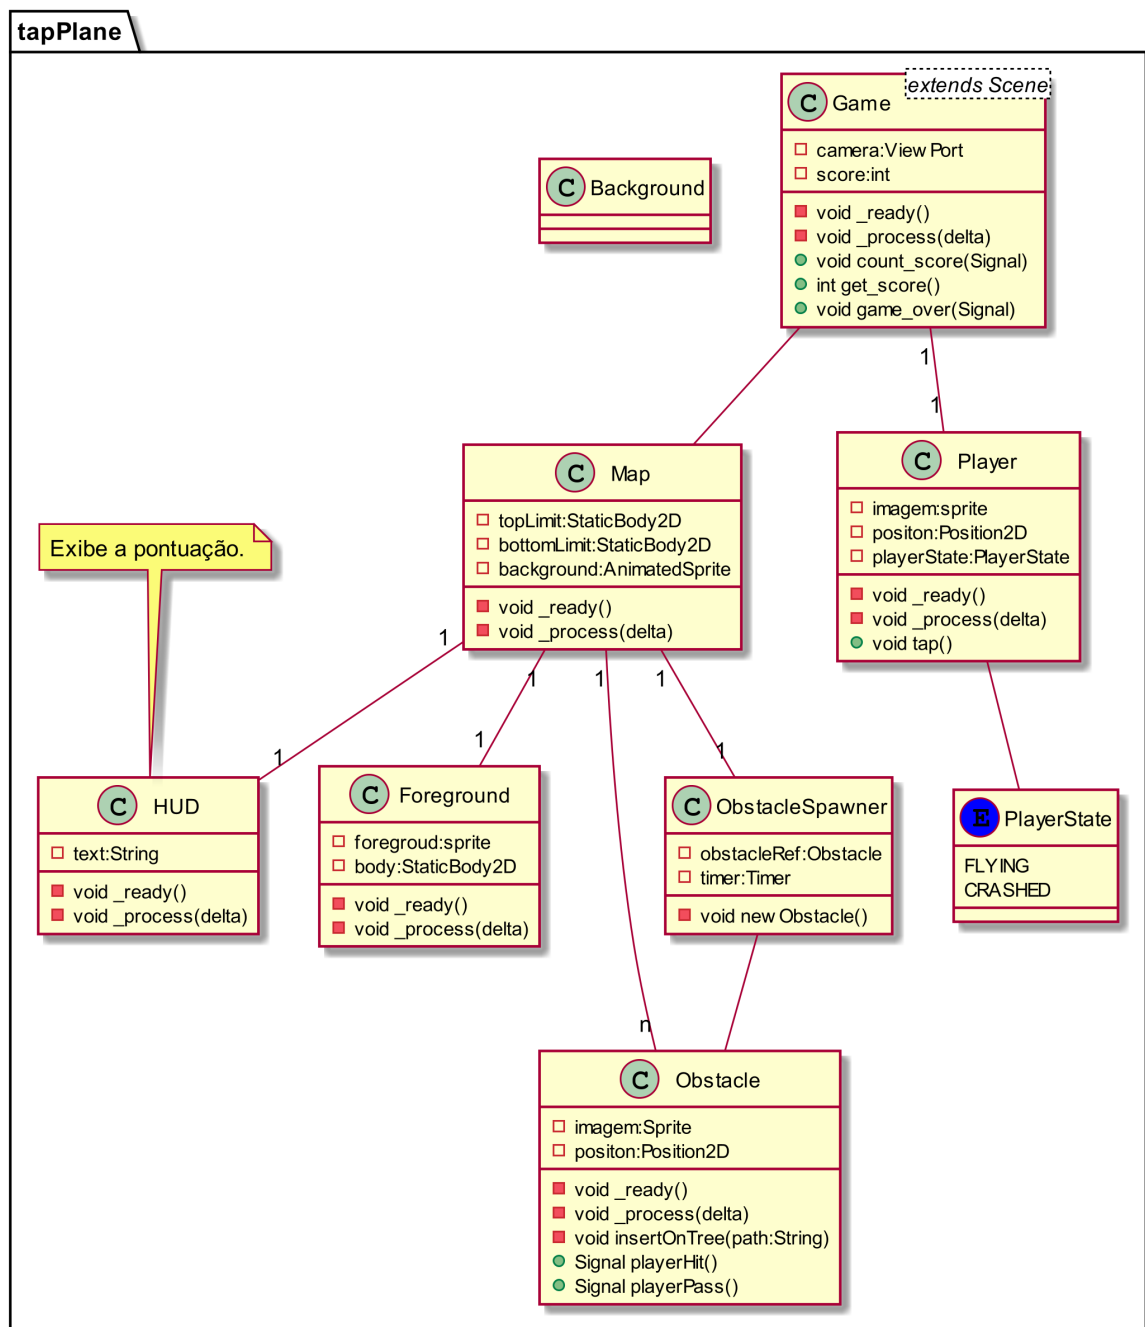 tapPlane
extends Scene
C Game
camera:ViewPort
score:int
void _ready()
void _process(delta)
void count_score(Signal)
int get_score()
void game_over(Signal)
C Background
1
1
C Map
topLimit:StaticBody2D
bottomLimit:StaticBody2D
background:AnimatedSprite
void _ready()
void _process(delta)
C Player
imagem:sprite
positon:Position2D
playerState:PlayerState
void _ready()
void _process(delta)
void tap()
Exibe a pontuação.
1
1
1
1
1
1
1
C HUD
text:String
void _ready()
void _process(delta)
C Foreground
foregroud:sprite
body:StaticBody2D
void _ready()
void _process(delta)
C ObstacleSpawner
obstacleRef:Obstacle
timer:Timer
void new Obstacle()
E PlayerState
FLYING
CRASHED
n
C Obstacle
imagem:Sprite
positon:Position2D
void _ready()
void _process(delta)
void insertOnTree(path:String)
Signal playerHit()
Signal playerPass()